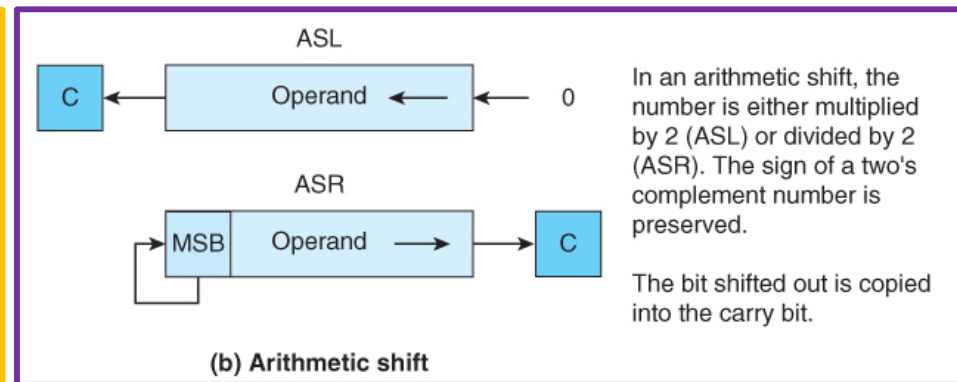 ASL
C
Operand
0
In an arithmetic shift, the
number is either multiplied
by 2 (ASL) or divided by 2
(ASR). The sign of a two's
complement number is
preserved.
ASR
MSB
Operand
C
The bit shifted out is copied
into the carry bit.
(b) Arithmetic shift